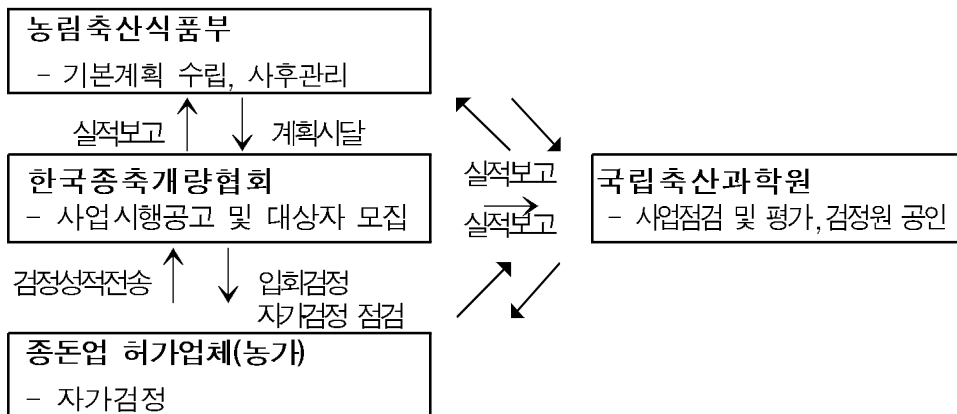 농림축산식품부
- 기본계획 수립, 사후관리
실적보고 계획시달
한국종축개량협회
- 사업시행공고 및 대상자 모집
실적보고
실적보고
국립축산과학원
- 사업점검 및 평가,검정원 공인
검정성적전송 입회검정
자가검정 점검
종돈업 허가업체(농가)
- 자가검정